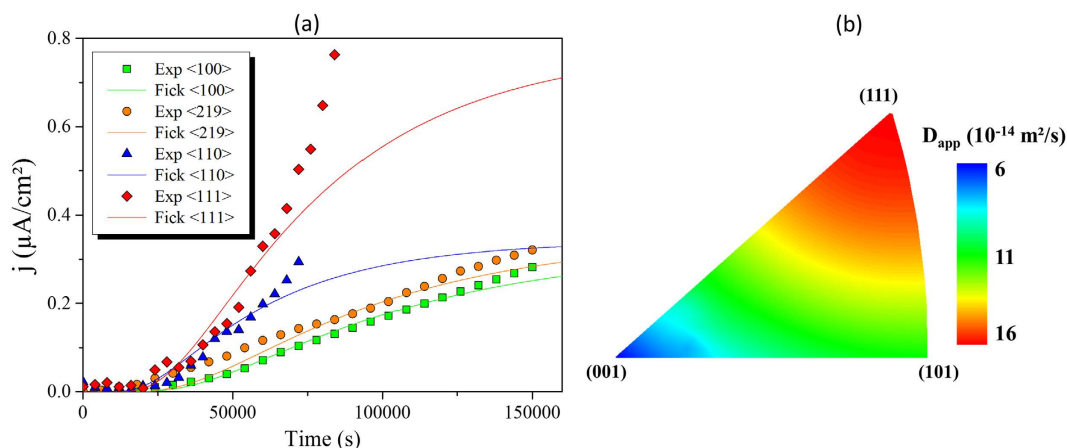 (a)
j (μA/cm²)
0.8
0.6
0.4
0.2
0.0
Exp <100>
Fick <100>
Exp <219>
Fick <219>
Exp <110>
Fick <110>
Exp <111>
Fick <111>
0 50000 100000 150000
Time (s)
(b)
(111)
(001)
(101)
D_app (10⁻¹⁴ m²/s)
6
11
16